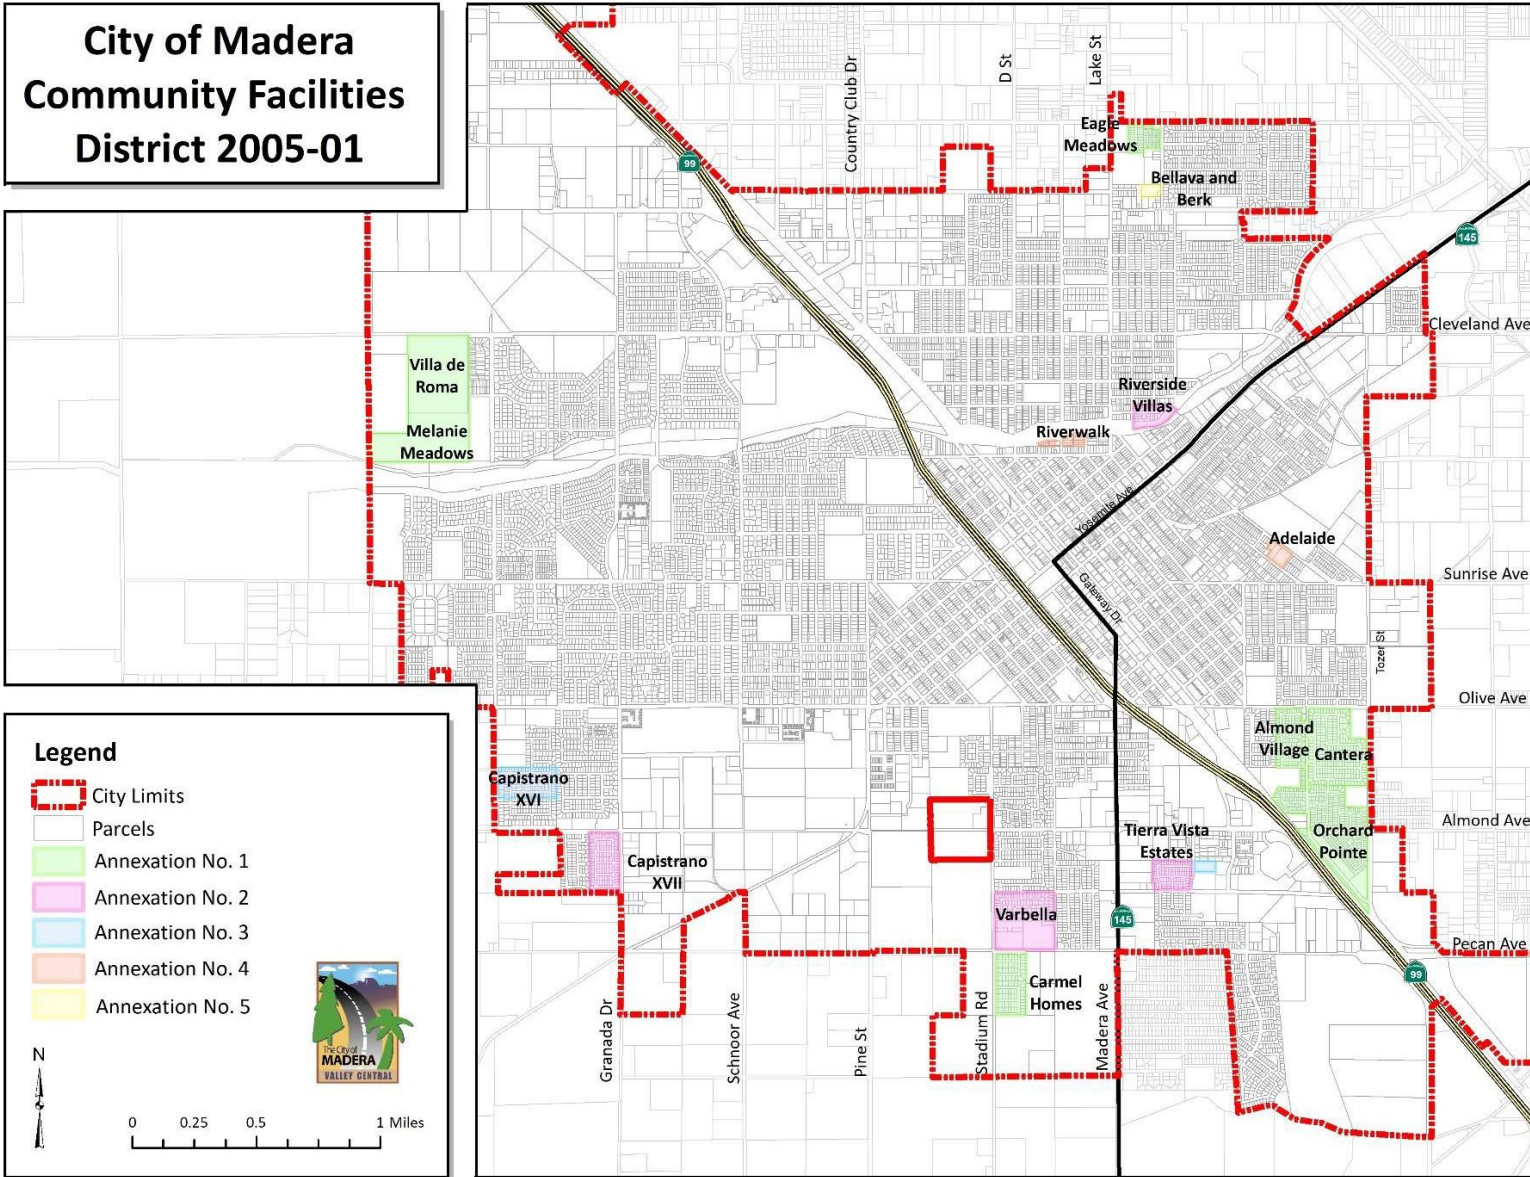 City of Madera
Community Facilities
District 2005-01
Country Club Dr
D St
Lake St
99
Eagle
Meadows
Bellava and
Berk
145
Cleveland Ave
Villa de
Roma
Riverside
Villas
Melanie
Meadows
Riverwalk
Yosemite Ave
Adelaide
Sunrise Ave
Gateway Dr
Tozer St
Olive Ave
Almond
Village
Cantera
Capistrano
XVI
Almond Ave
Tierra Vista
Estates
Orchard
Pointe
Capistrano
XVII
Varbella
145
Pecan Ave
99
Carmel
Homes
Granada Dr
Schnoor Ave
Pine St
Stadium Rd
Madera Ave
Legend
City Limits
Parcels
Annexation No. 1
Annexation No. 2
Annexation No. 3
Annexation No. 4
Annexation No. 5
The City of
MADERA
VALLEY CENTRAL
N
0 0.25 0.5 1 Miles